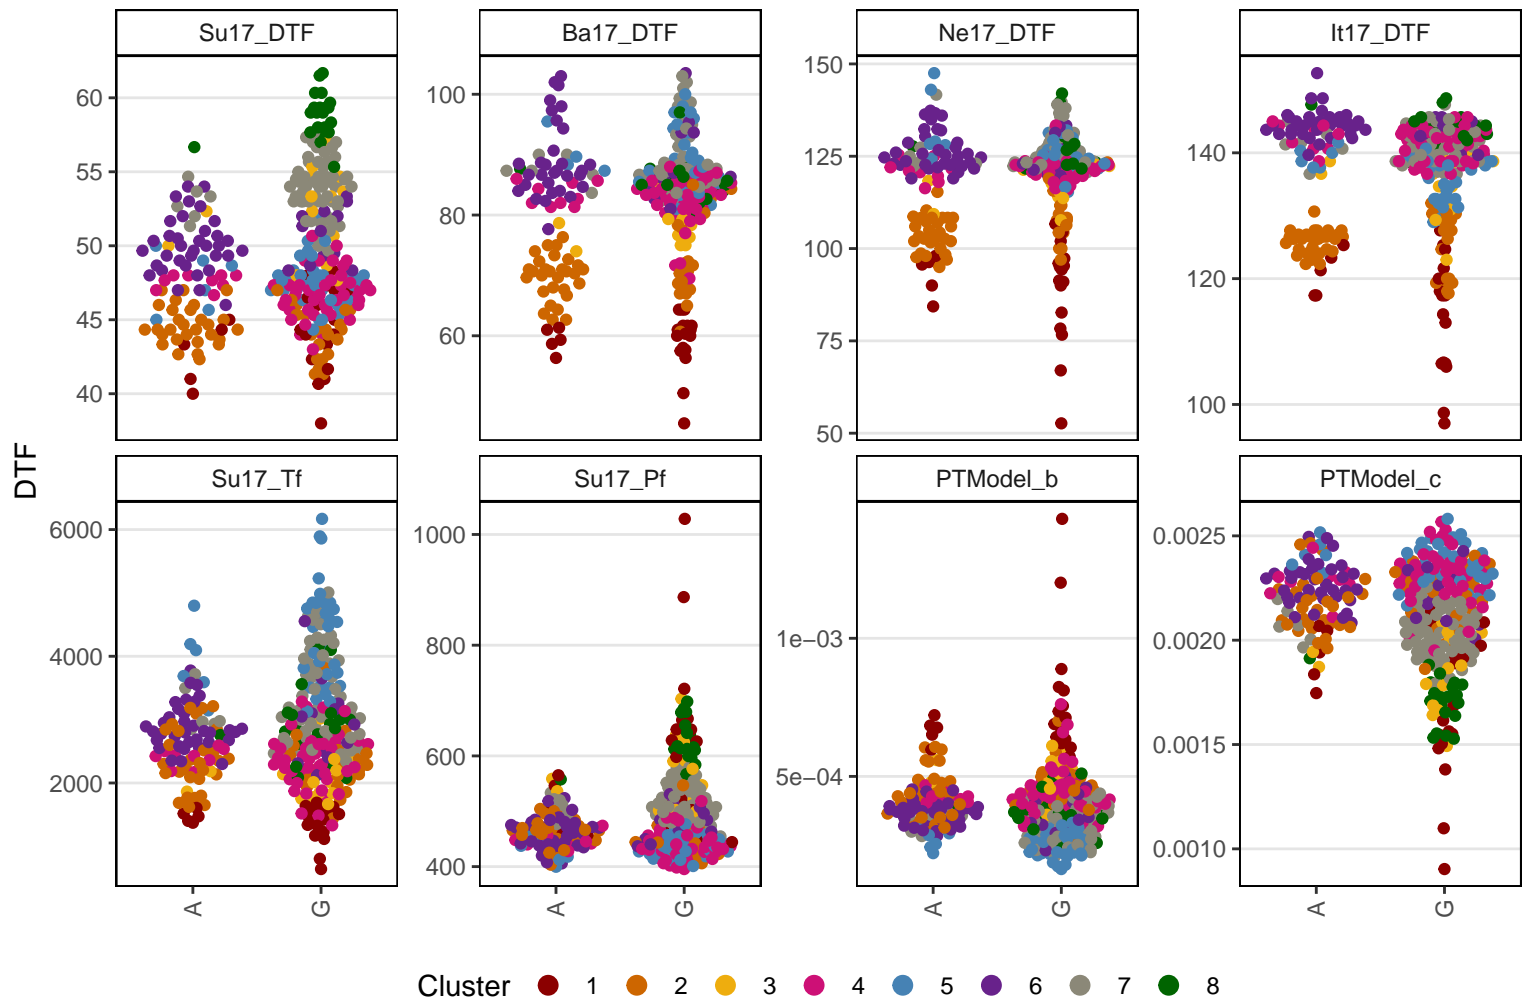 Su17_DTF Ba17_DTF Ne17_DTF It17_DTF
60 55 50 45 40
100 80 60
150 125 100 75 50
140 120 100
DTF
Su17_Tf Su17_Pf PTModel_b PTModel_c
6000 4000 2000
1000 800 600 400
1e−03 5e−04
0.0025 0.0020 0.0015 0.0010
A G A G A G A G
Cluster 1 2 3 4 5 6 7 8